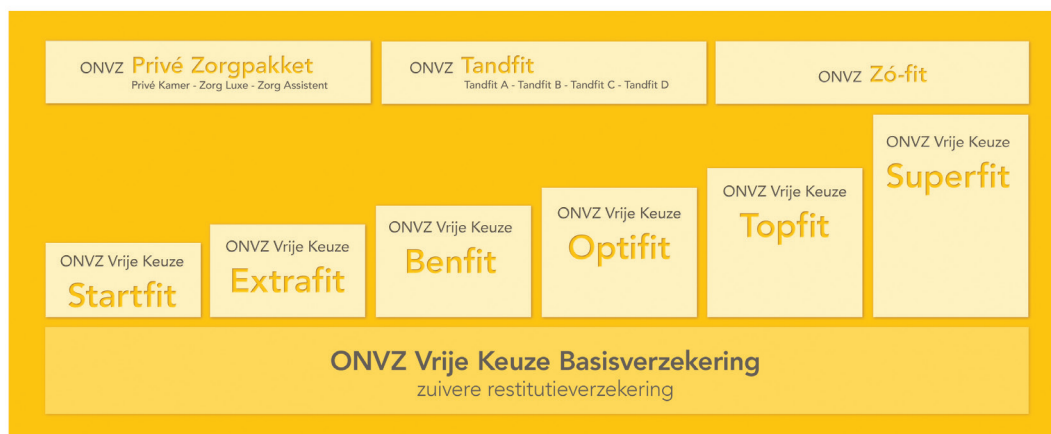 ONVZ Privé Zorgpakket
Privé Kamer - Zorg Luxe - Zorg Assistent
ONVZ Tandfit
Tandfit A - Tandfit B - Tandfit C - Tandfit D
ONVZ Zó-fit
ONVZ Vrije Keuze
Startfit
ONVZ Vrije Keuze
Extrafit
ONVZ Vrije Keuze
Benfit
ONVZ Vrije Keuze
Optifit
ONVZ Vrije Keuze
Topfit
ONVZ Vrije Keuze
Superfit
ONVZ Vrije Keuze Basisverzekering
zuivere restitutieverzekering